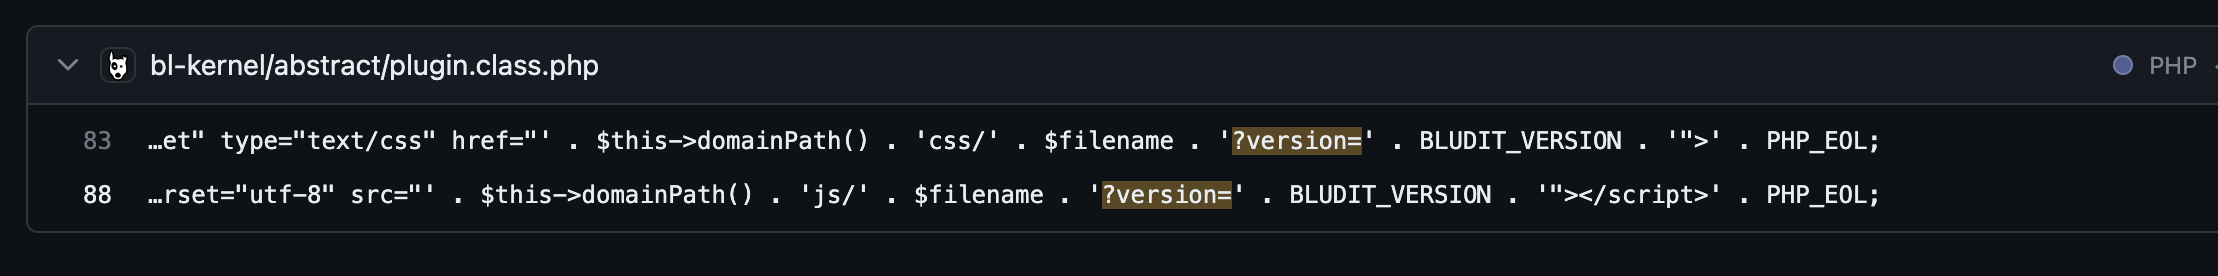 bl-kernel/abstract/plugin.class.php
PHP
83 …et" type="text/css" href="' . $this->domainPath() . 'css/' . $filename . '?version=' . BLUDIT_VERSION . '">' . PHP_EOL;
88 …rset="utf-8" src="' . $this->domainPath() . 'js/' . $filename . '?version=' . BLUDIT_VERSION . '"></script>' . PHP_EOL;